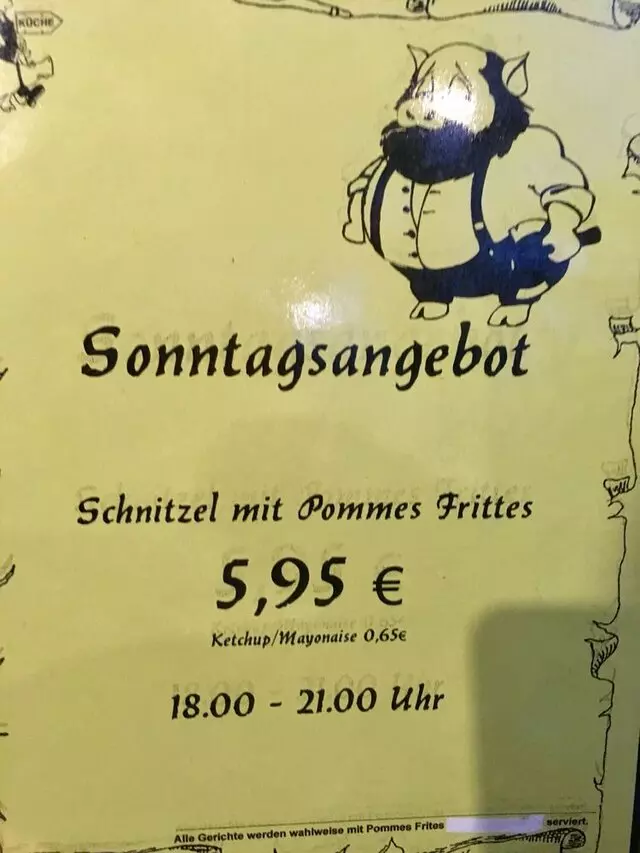 KÜCHE
Sonntagsangebot
Schnitzel mit Pommes Frittes
5,95 €
Ketchup/Mayonaise 0,65€
18.00 - 21.00 Uhr
Alle Gerichte werden wahlweise mit Pommes Frites serviert.